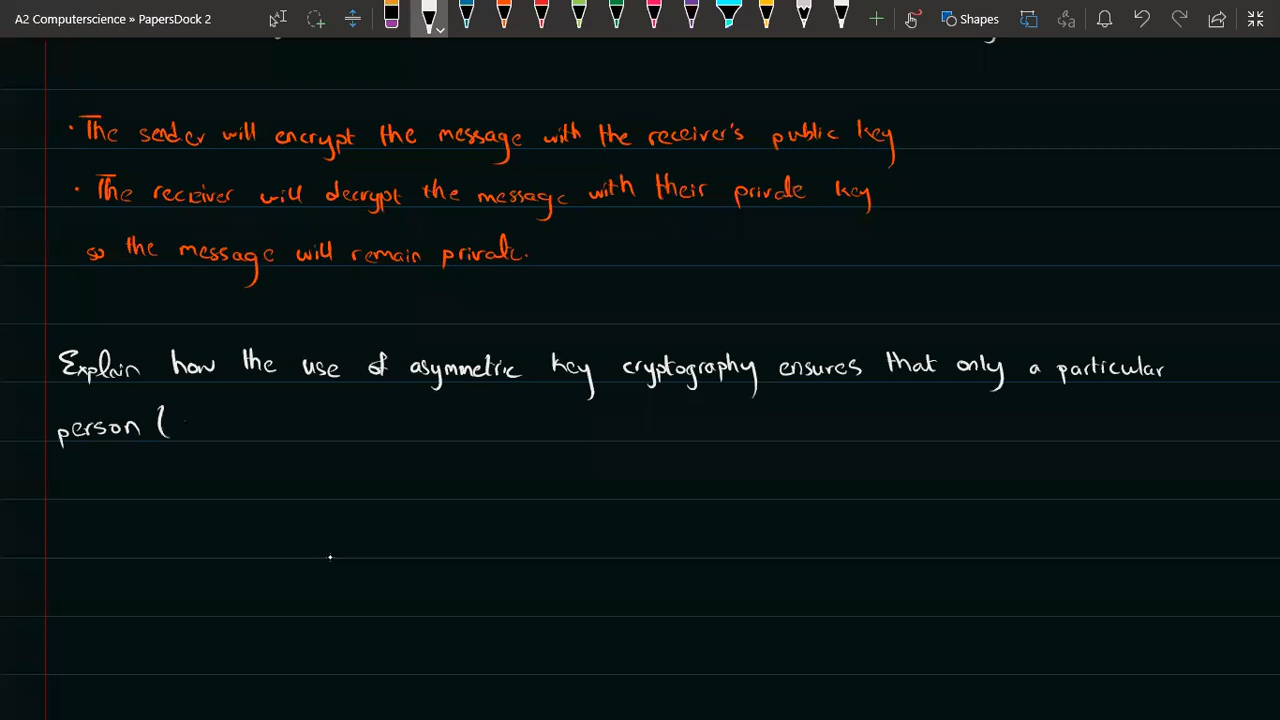 A2 Computerscience » PapersDock 2
Shapes
• The sender will encrypt the message with the receiver's public key
• The receiver will decrypt the message with their private key
so the message will remain private.
Explain how the use of asymmetric key cryptography ensures that only a particular
person (